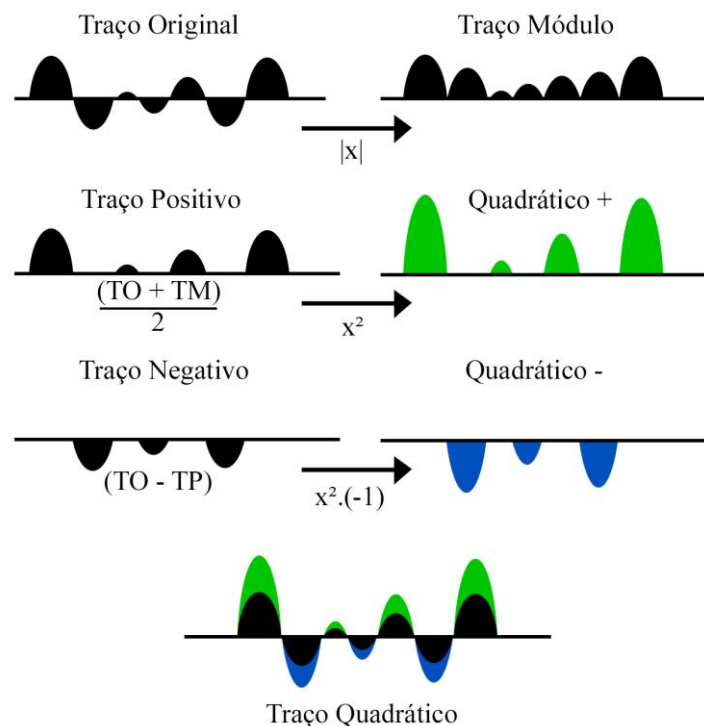 Traço Original
Traço Módulo
|x|
Traço Positivo
Quadrático +
(TO + TM)
2
x²
Traço Negativo
Quadrático -
(TO - TP)
x².(-1)
Traço Quadrático